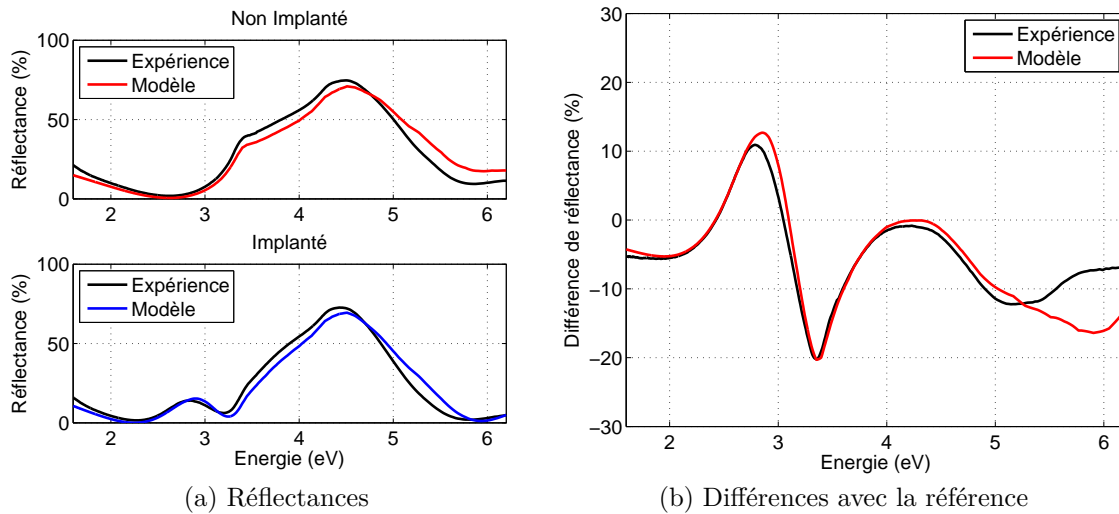 Non Implanté
Réflectance (%)
100
50
0
Expérience
Modèle
2 3 4 5 6
Implanté
Réflectance (%)
100
50
0
Expérience
Modèle
2 3 4 5 6
Energie (eV)
(a) Réflectances
Différence de réflectance (%)
30
20
10
0
−10
−20
−30
Expérience
Modèle
2 3 4 5 6
Energie (eV)
(b) Différences avec la référence